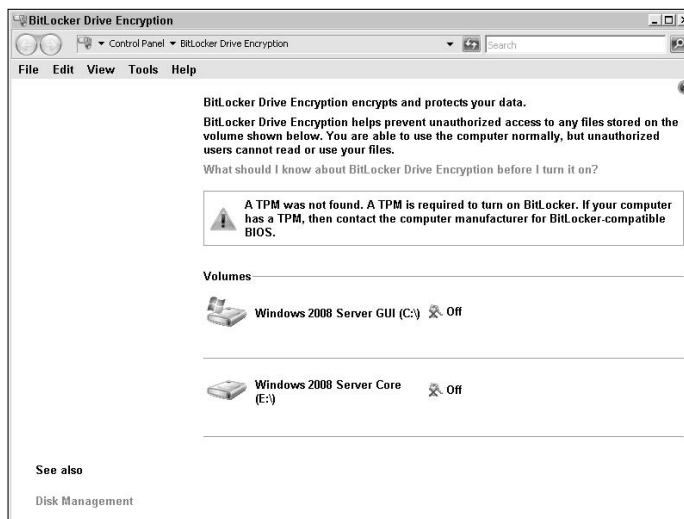 BitLocker Drive Encryption
Control Panel BitLocker Drive Encryption
Search
File Edit View Tools Help
BitLocker Drive Encryption encrypts and protects your data.
BitLocker Drive Encryption helps prevent unauthorized access to any files stored on the
volume shown below. You are able to use the computer normally, but unauthorized
users cannot read or use your files.
What should I know about BitLocker Drive Encryption before I turn it on?
A TPM was not found. A TPM is required to turn on BitLocker. If your computer
has a TPM, then contact the computer manufacturer for BitLocker-compatible
BIOS.
Volumes
Windows 2008 Server GUI (C:\) Off
Windows 2008 Server Core
(E:\)
Off
See also
Disk Management